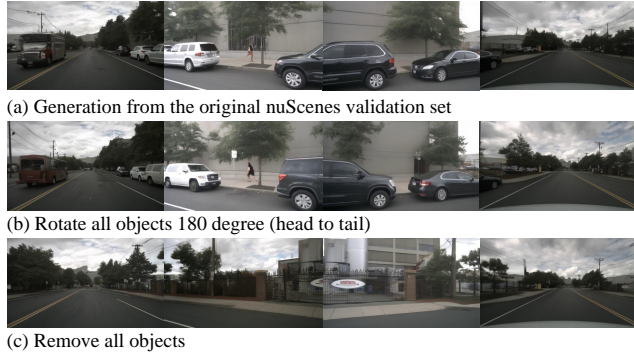 (a) Generation from the original nuScenes validation set
(b) Rotate all objects 180 degree (head to tail)
(c) Remove all objects